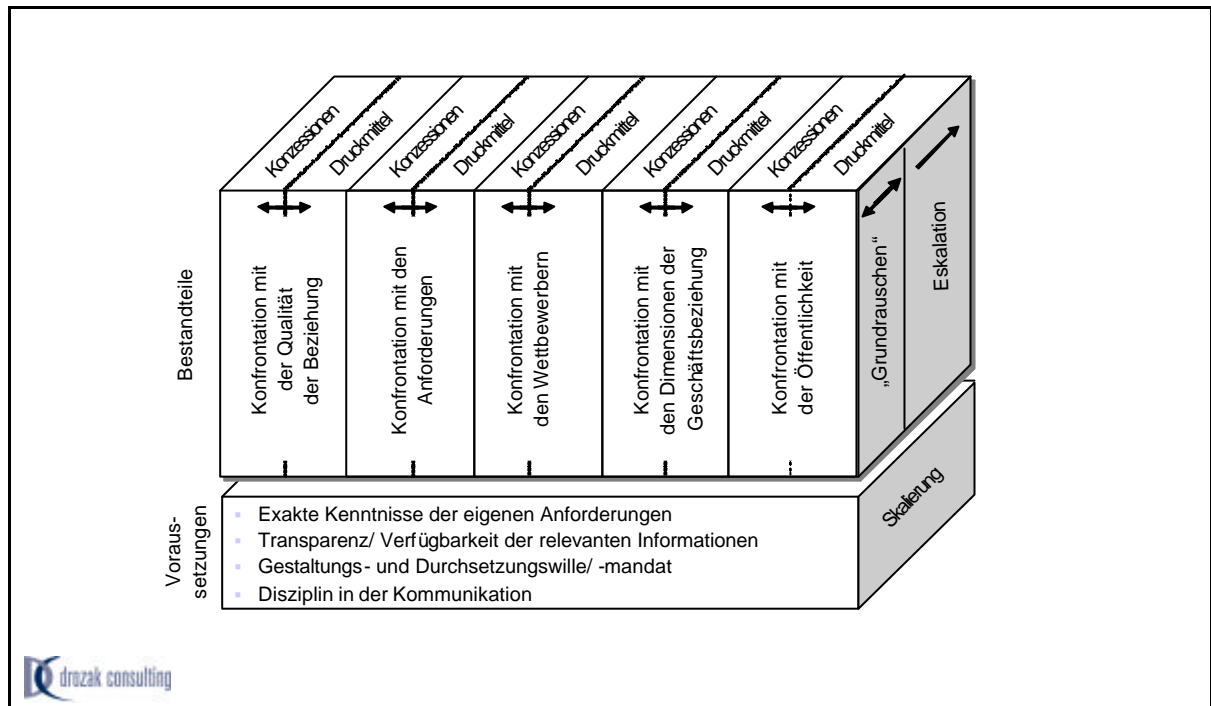 Konzessionen
Druckmittel
Konzessionen
Druckmittel
Konzessionen
Druckmittel
Konzessionen
Druckmittel
Konzessionen
Druckmittel
Bestandteile
Konfrontation mit
der Qualität
der Beziehung
Konfrontation mit den
Anforderungen
Konfrontation mit
den Wettbewerbern
Konfrontation mit
den Dimensionen der
Geschäftsbeziehung
Konfrontation mit
der Öffentlichkeit
„Grundrauschen“
Eskalation
Voraus-
setzungen
Exakte Kenntnisse der eigenen Anforderungen
Transparenz/ Verfügbarkeit der relevanten Informationen
Gestaltungs- und Durchsetzungswille/ -mandat
Disziplin in der Kommunikation
Skalierung
drozak consulting